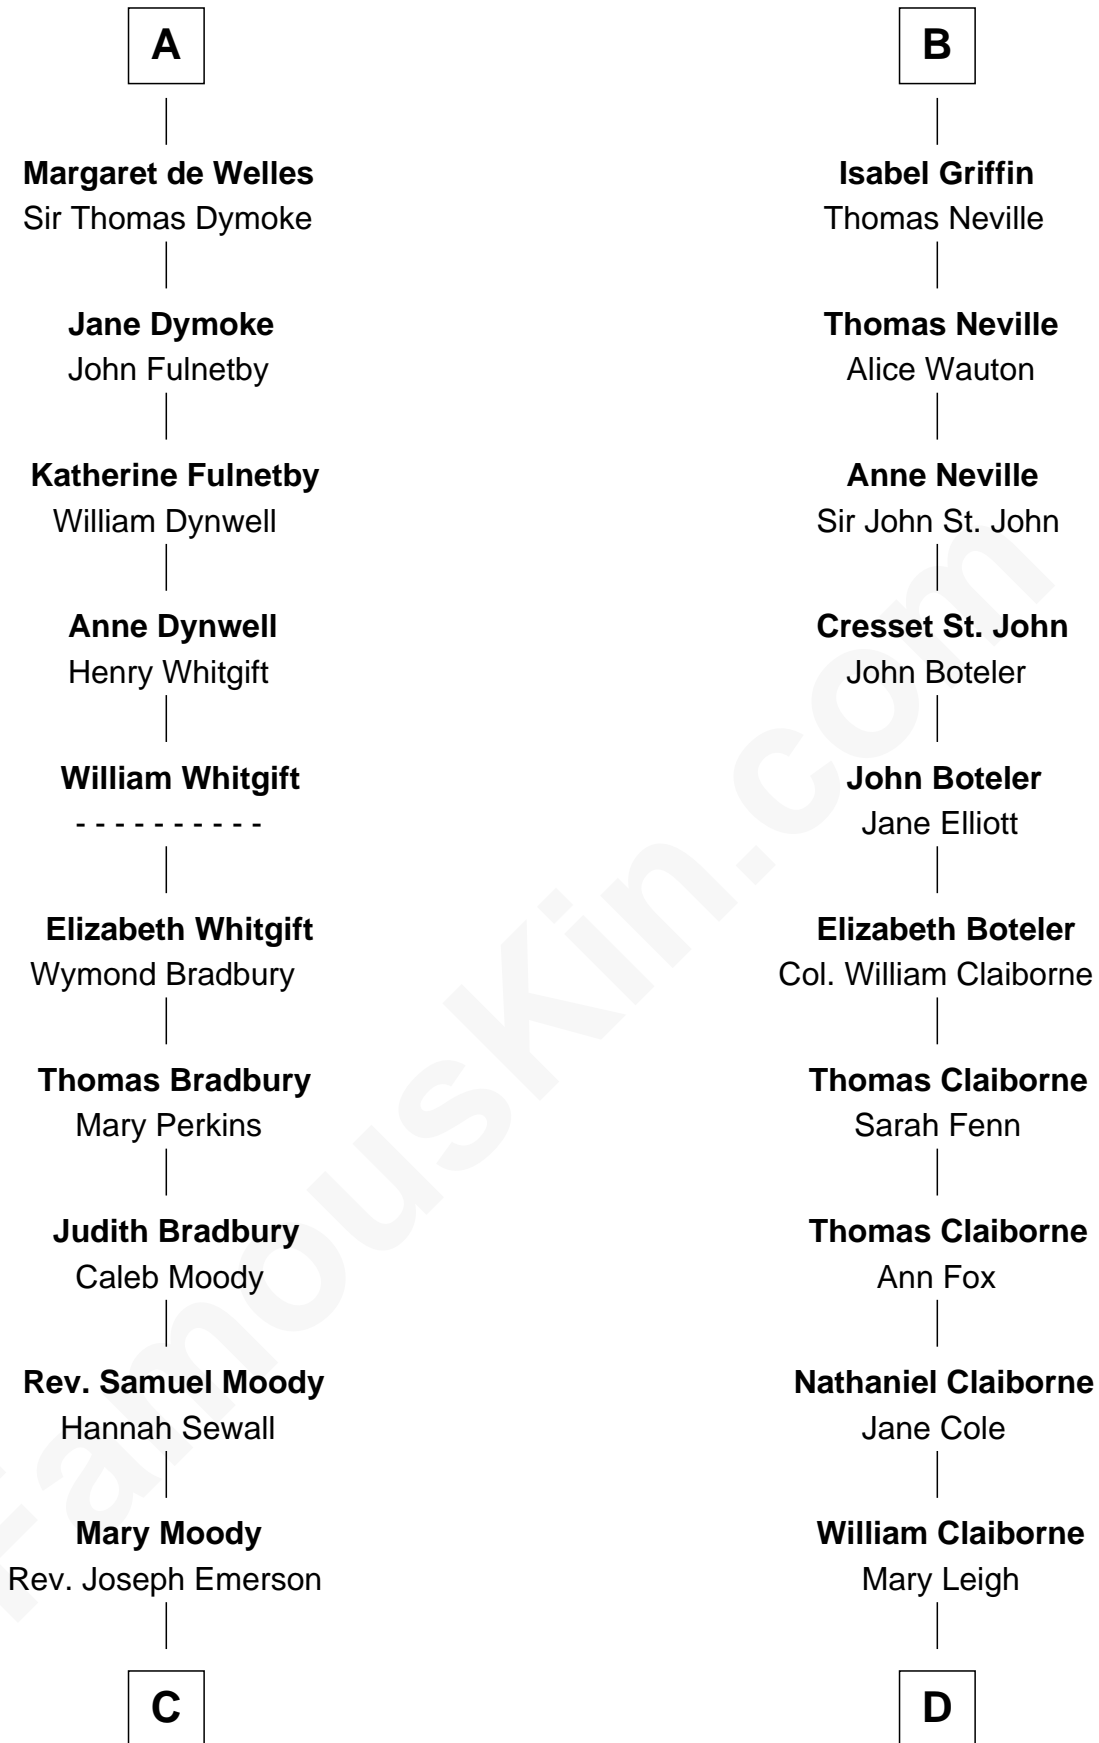 A
Margaret de Welles
Sir Thomas Dymoke
Jane Dymoke
John Fulnetby
Katherine Fulnetby
William Dynwell
Anne Dynwell
Henry Whitgift
William Whitgift
- - - - - - - - - -
Elizabeth Whitgift
Wymond Bradbury
Thomas Bradbury
Mary Perkins
Judith Bradbury
Caleb Moody
Rev. Samuel Moody
Hannah Sewall
Mary Moody
Rev. Joseph Emerson
C
B
Isabel Griffin
Thomas Neville
Thomas Neville
Alice Wauton
Anne Neville
Sir John St. John
Cresset St. John
John Boteler
John Boteler
Jane Elliott
Elizabeth Boteler
Col. William Claiborne
Thomas Claiborne
Sarah Fenn
Thomas Claiborne
Ann Fox
Nathaniel Claiborne
Jane Cole
William Claiborne
Mary Leigh
D
FamousKin.com